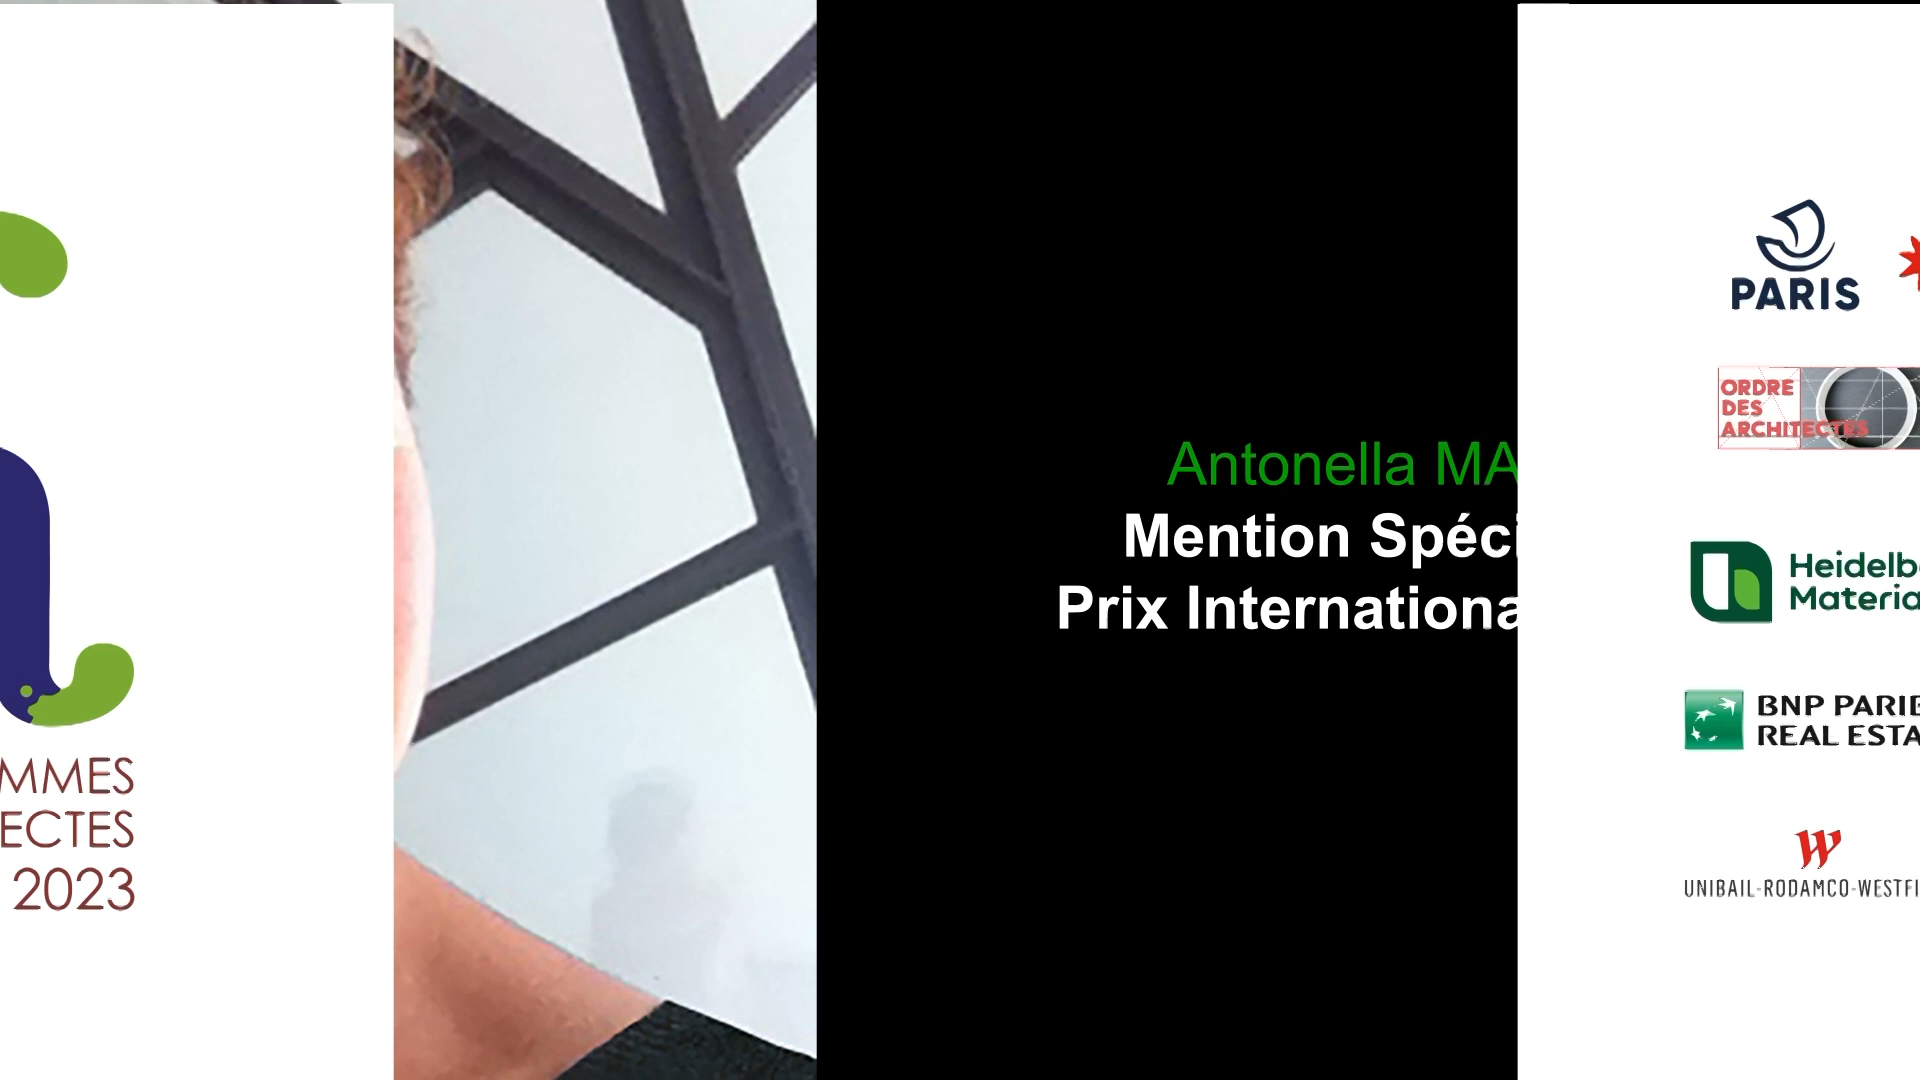 MMES
ECTES
2023
Antonella MA
Mention Spéci
Prix Internationa
PARIS
ORDRE
DES
ARCHITECTES
Heidelb
Materia
BNP PARIB
REAL ESTA
UNIBAIL-RODAMCO-WESTFI